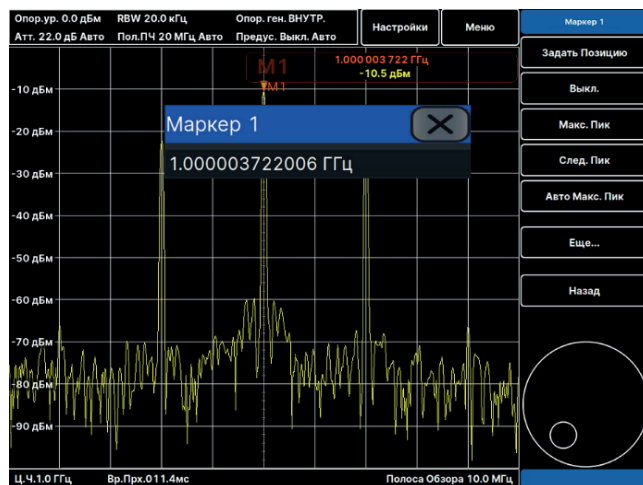 Опор.ур. 0.0 дБм RBW 20.0 кГц Опор. ген. ВНУТР.
Атт. 22.0 дБ Авто Пол.ПЧ 20 МГц Авто Предус. Выкл. Авто
Настройки
Меню
Маркер 1
M1
1.000 003 722 ГГц
-10.5 дБм
M1
-10 дБм
-20 дБм
-30 дБм
-40 дБм
-50 дБм
-60 дБм
-70 дБм
-80 дБм
-90 дБм
Маркер 1
1.000003722006 ГГц
Задать Позицию
Выкл.
Макс. Пик
След. Пик
Авто Макс. Пик
Еще...
Назад
Ц.Ч.1.0 ГГц Вр.Прх.011.4мс Полоса Обзора 10.0 МГц